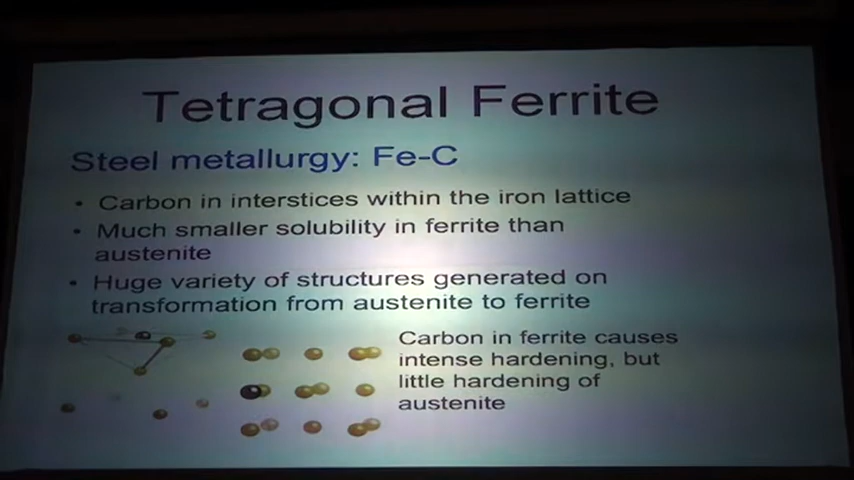 Tetragonal Ferrite
Steel metallurgy: Fe-C
• Carbon in interstices within the iron lattice
• Much smaller solubility in ferrite than
austenite
• Huge variety of structures generated on
transformation from austenite to ferrite
Carbon in ferrite causes
intense hardening, but
little hardening of
austenite